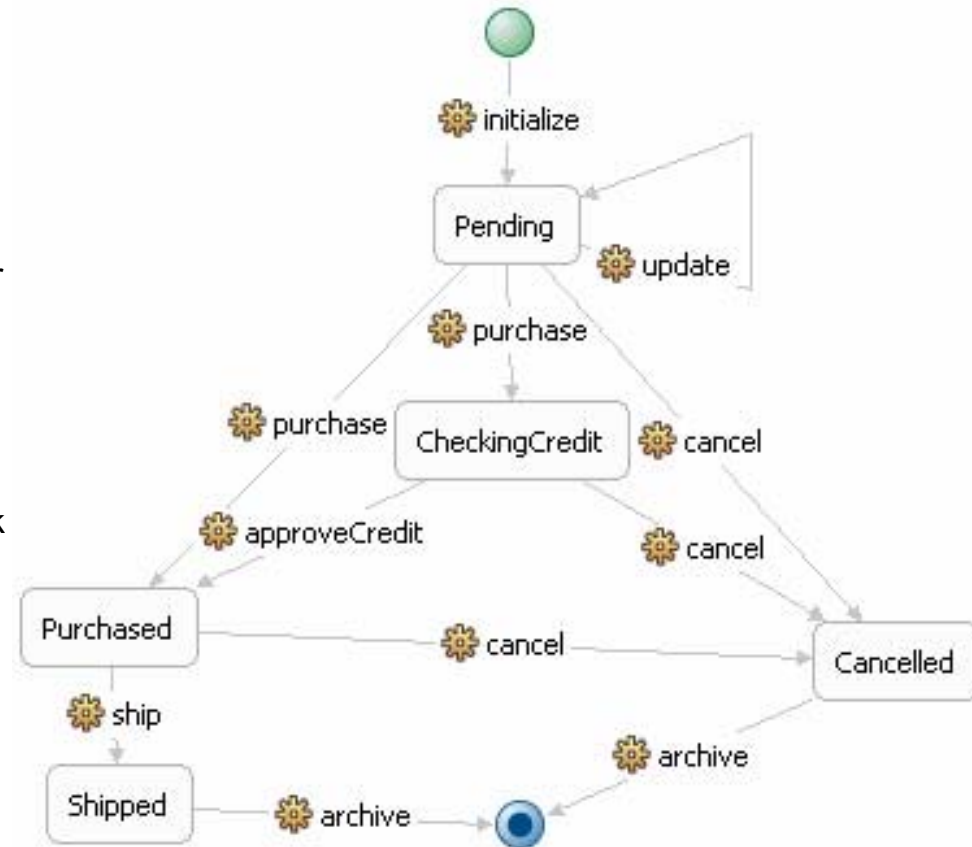 initialize
Pending
update
purchase
purchase
CheckingCredit
cancel
approveCredit
cancel
Purchased
cancel
Cancelled
ship
archive
Shipped
archive